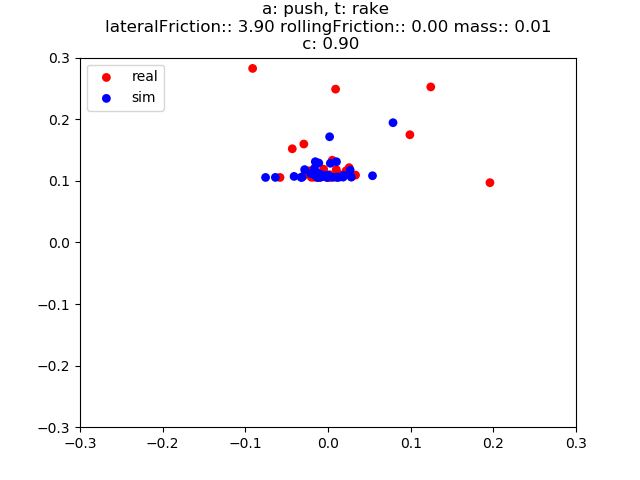 a: push, t: rake
lateralFriction:: 3.90 rollingFriction:: 0.00 mass:: 0.01
c: 0.90
0.3
real
sim
0.2
0.1
0.0
−0.1
−0.2
−0.3
−0.3 −0.2 −0.1 0.0 0.1 0.2 0.3